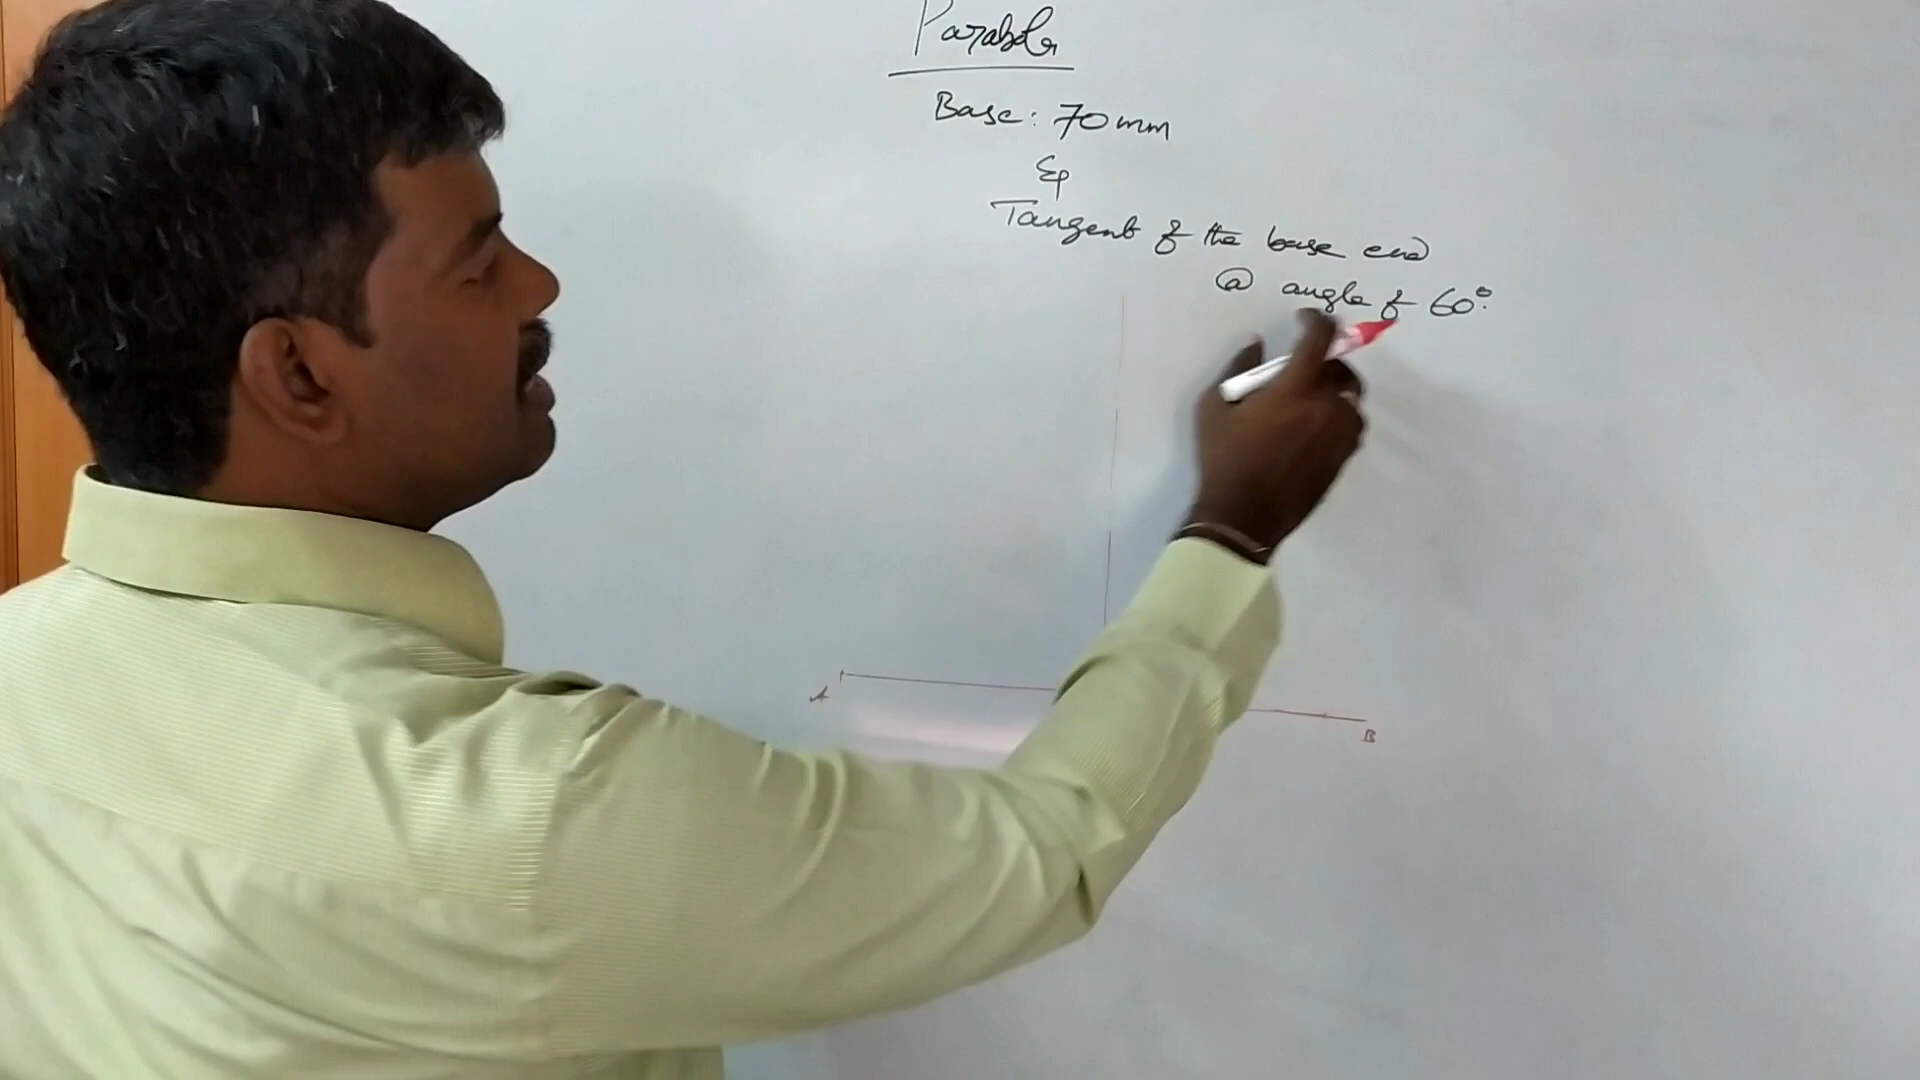 Parabola
Base: 70mm
&
Tangent of the base end
@ angle of 60°.
A
B